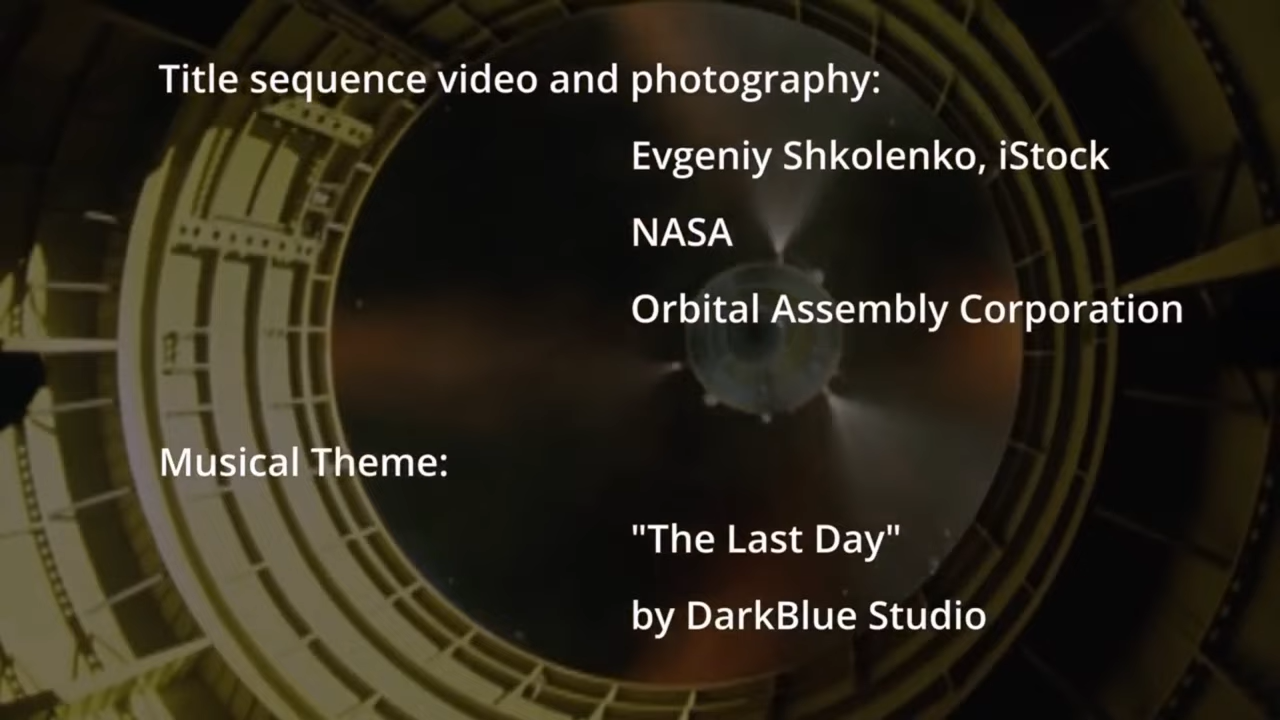 Title sequence video and photography:
Evgeniy Shkolenko, iStock
NASA
Orbital Assembly Corporation
Musical Theme:
"The Last Day"
by DarkBlue Studio